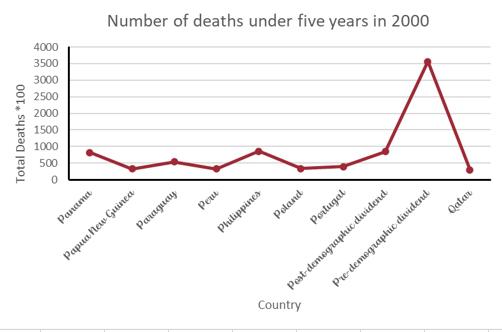 Number of deaths under five years in 2000
Total Deaths *100
4000
3500
3000
2500
2000
1500
1000
500
0
Panama
Papua New Guinea
Paraguay
Peru
Philippines
Poland
Portugal
Post-demographic dividend
Pre-demographic dividend
Qatar
Country